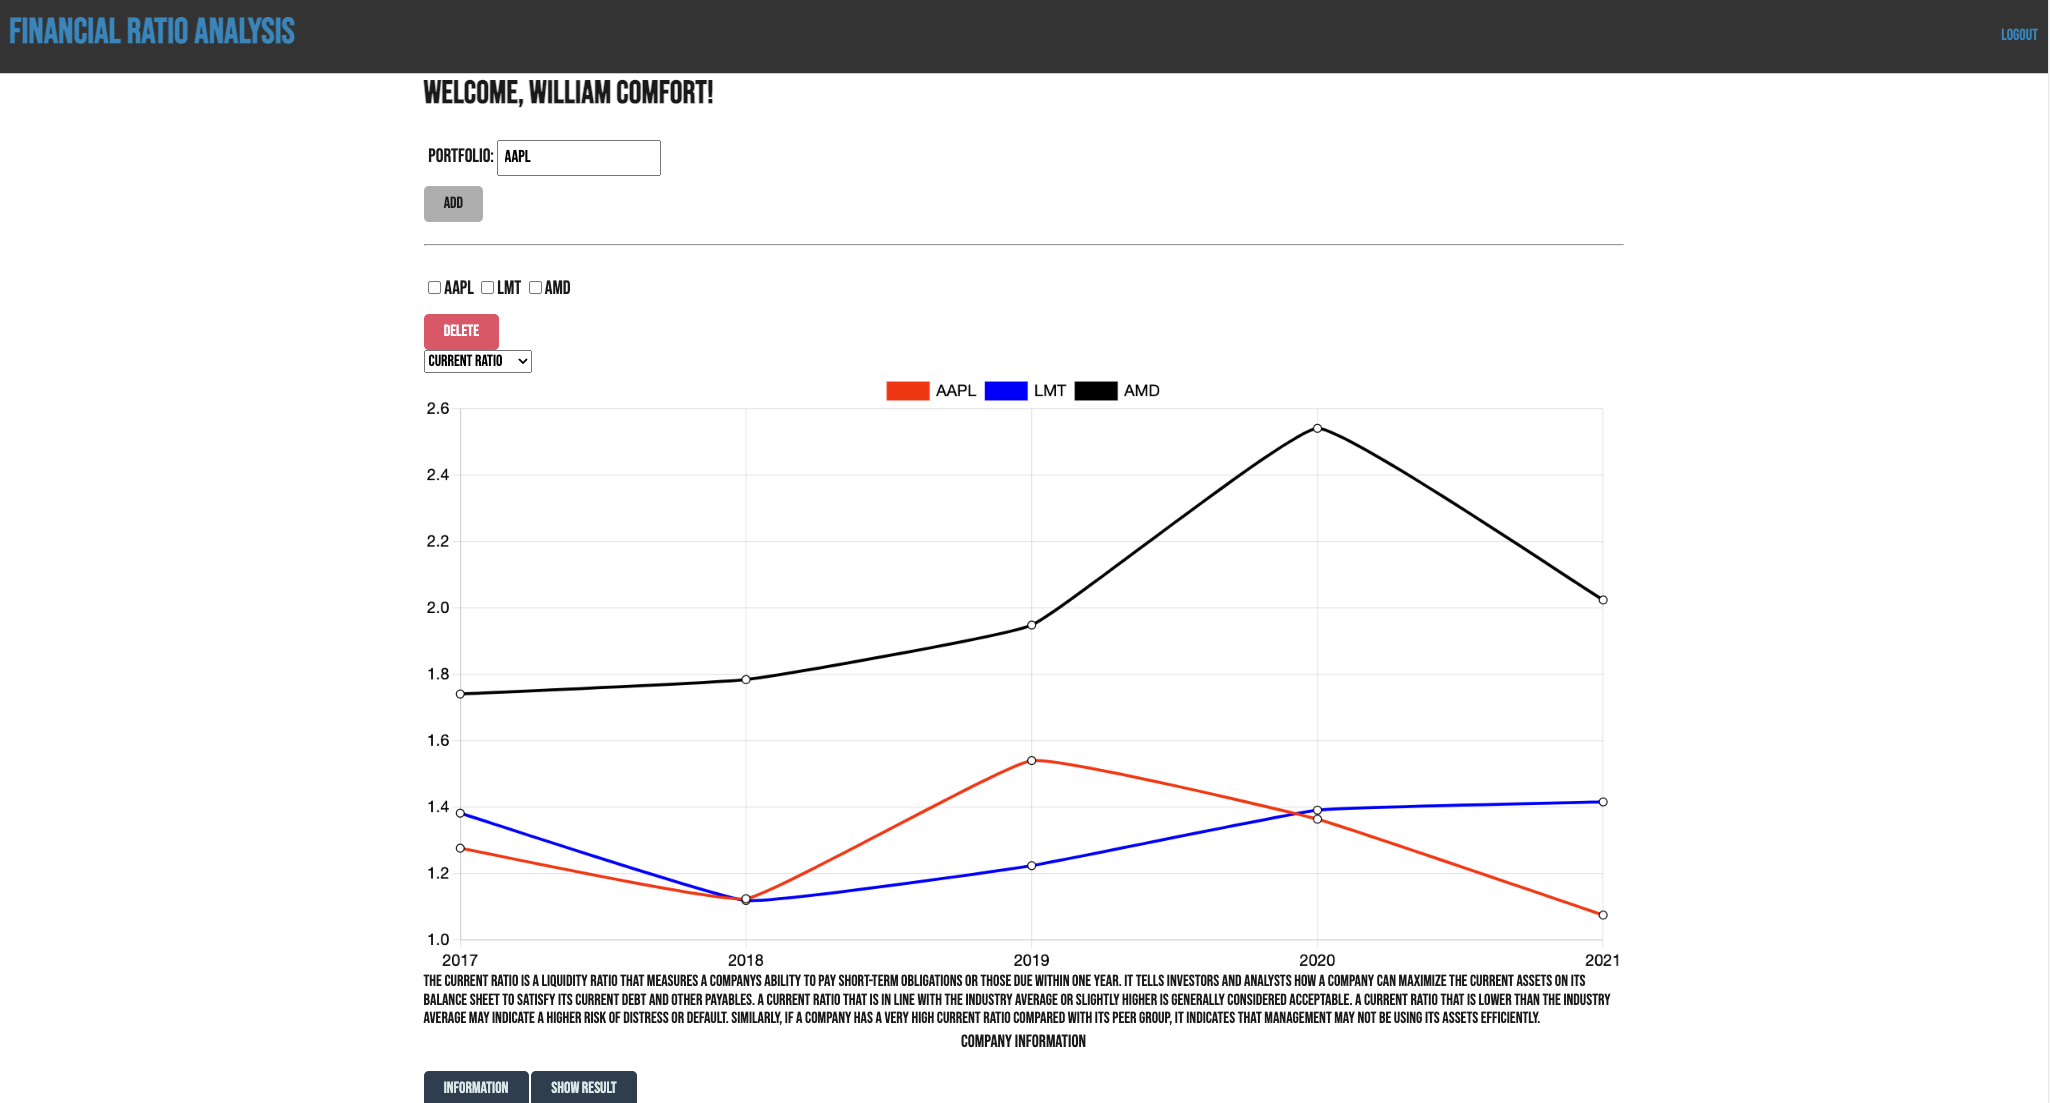 FINANCIAL RATIO ANALYSIS
LOGOUT
WELCOME, WILLIAM COMFORT!
PORTFOLIO: AAPL
ADD
AAPL LMT AMD
DELETE
CURRENT RATIO
AAPL LMT AMD
2.6
2.4
2.2
2.0
1.8
1.6
1.4
1.2
1.0
2017 2018 2019 2020 2021
THE CURRENT RATIO IS A LIQUIDITY RATIO THAT MEASURES A COMPANYS ABILITY TO PAY SHORT-TERM OBLIGATIONS OR THOSE DUE WITHIN ONE YEAR. IT TELLS INVESTORS AND ANALYSTS HOW A COMPANY CAN MAXIMIZE THE CURRENT ASSETS ON ITS
BALANCE SHEET TO SATISFY ITS CURRENT DEBT AND OTHER PAYABLES. A CURRENT RATIO THAT IS IN LINE WITH THE INDUSTRY AVERAGE OR SLIGHTLY HIGHER IS GENERALLY CONSIDERED ACCEPTABLE. A CURRENT RATIO THAT IS LOWER THAN THE INDUSTRY
AVERAGE MAY INDICATE A HIGHER RISK OF DISTRESS OR DEFAULT. SIMILARLY, IF A COMPANY HAS A VERY HIGH CURRENT RATIO COMPARED WITH ITS PEER GROUP, IT INDICATES THAT MANAGEMENT MAY NOT BE USING ITS ASSETS EFFICIENTLY.
COMPANY INFORMATION
INFORMATION SHOW RESULT